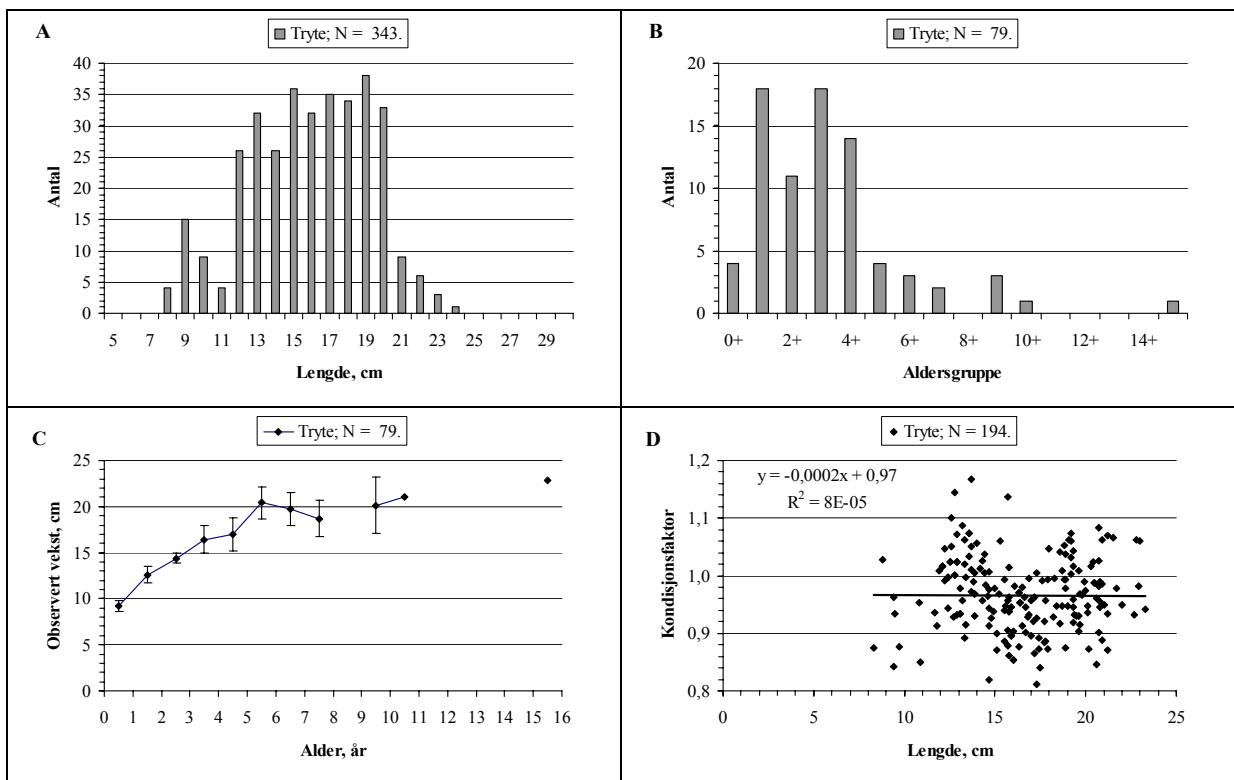 A
Tryte; N = 343.
Antal
40
35
30
25
20
15
10
5
0
5 7 9 11 13 15 17 19 21 23 25 27 29
Lengde, cm
B
Tryte; N = 79.
Antal
20
15
10
5
0
0+ 2+ 4+ 6+ 8+ 10+ 12+ 14+
Aldersgruppe
C
Tryte; N = 79.
Observert vekst, cm
25
20
15
10
5
0
0 1 2 3 4 5 6 7 8 9 10 11 12 13 14 15 16
Alder, år
D
Tryte; N = 194.
y = -0,0002x + 0,97
R² = 8E-05
Kondisjonsfaktor
1,2
1,1
1,0
0,9
0,8
0 5 10 15 20 25
Lengde, cm